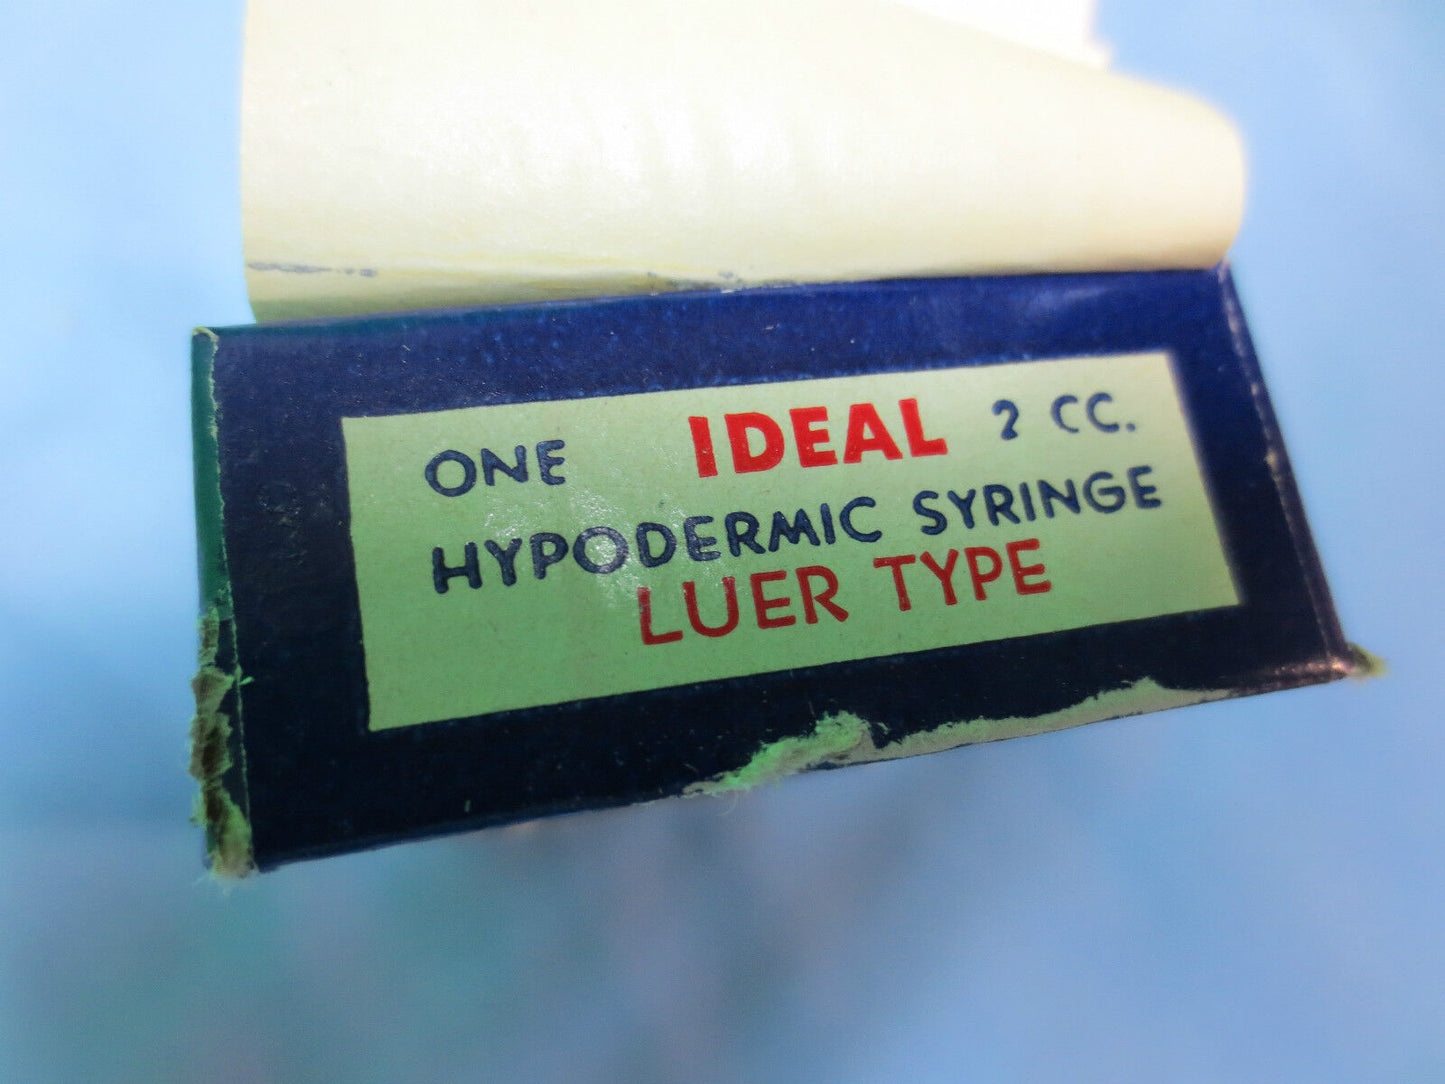 ONE IDEAL 2 CC.
HYPODERMIC SYRINGE
LUER TYPE